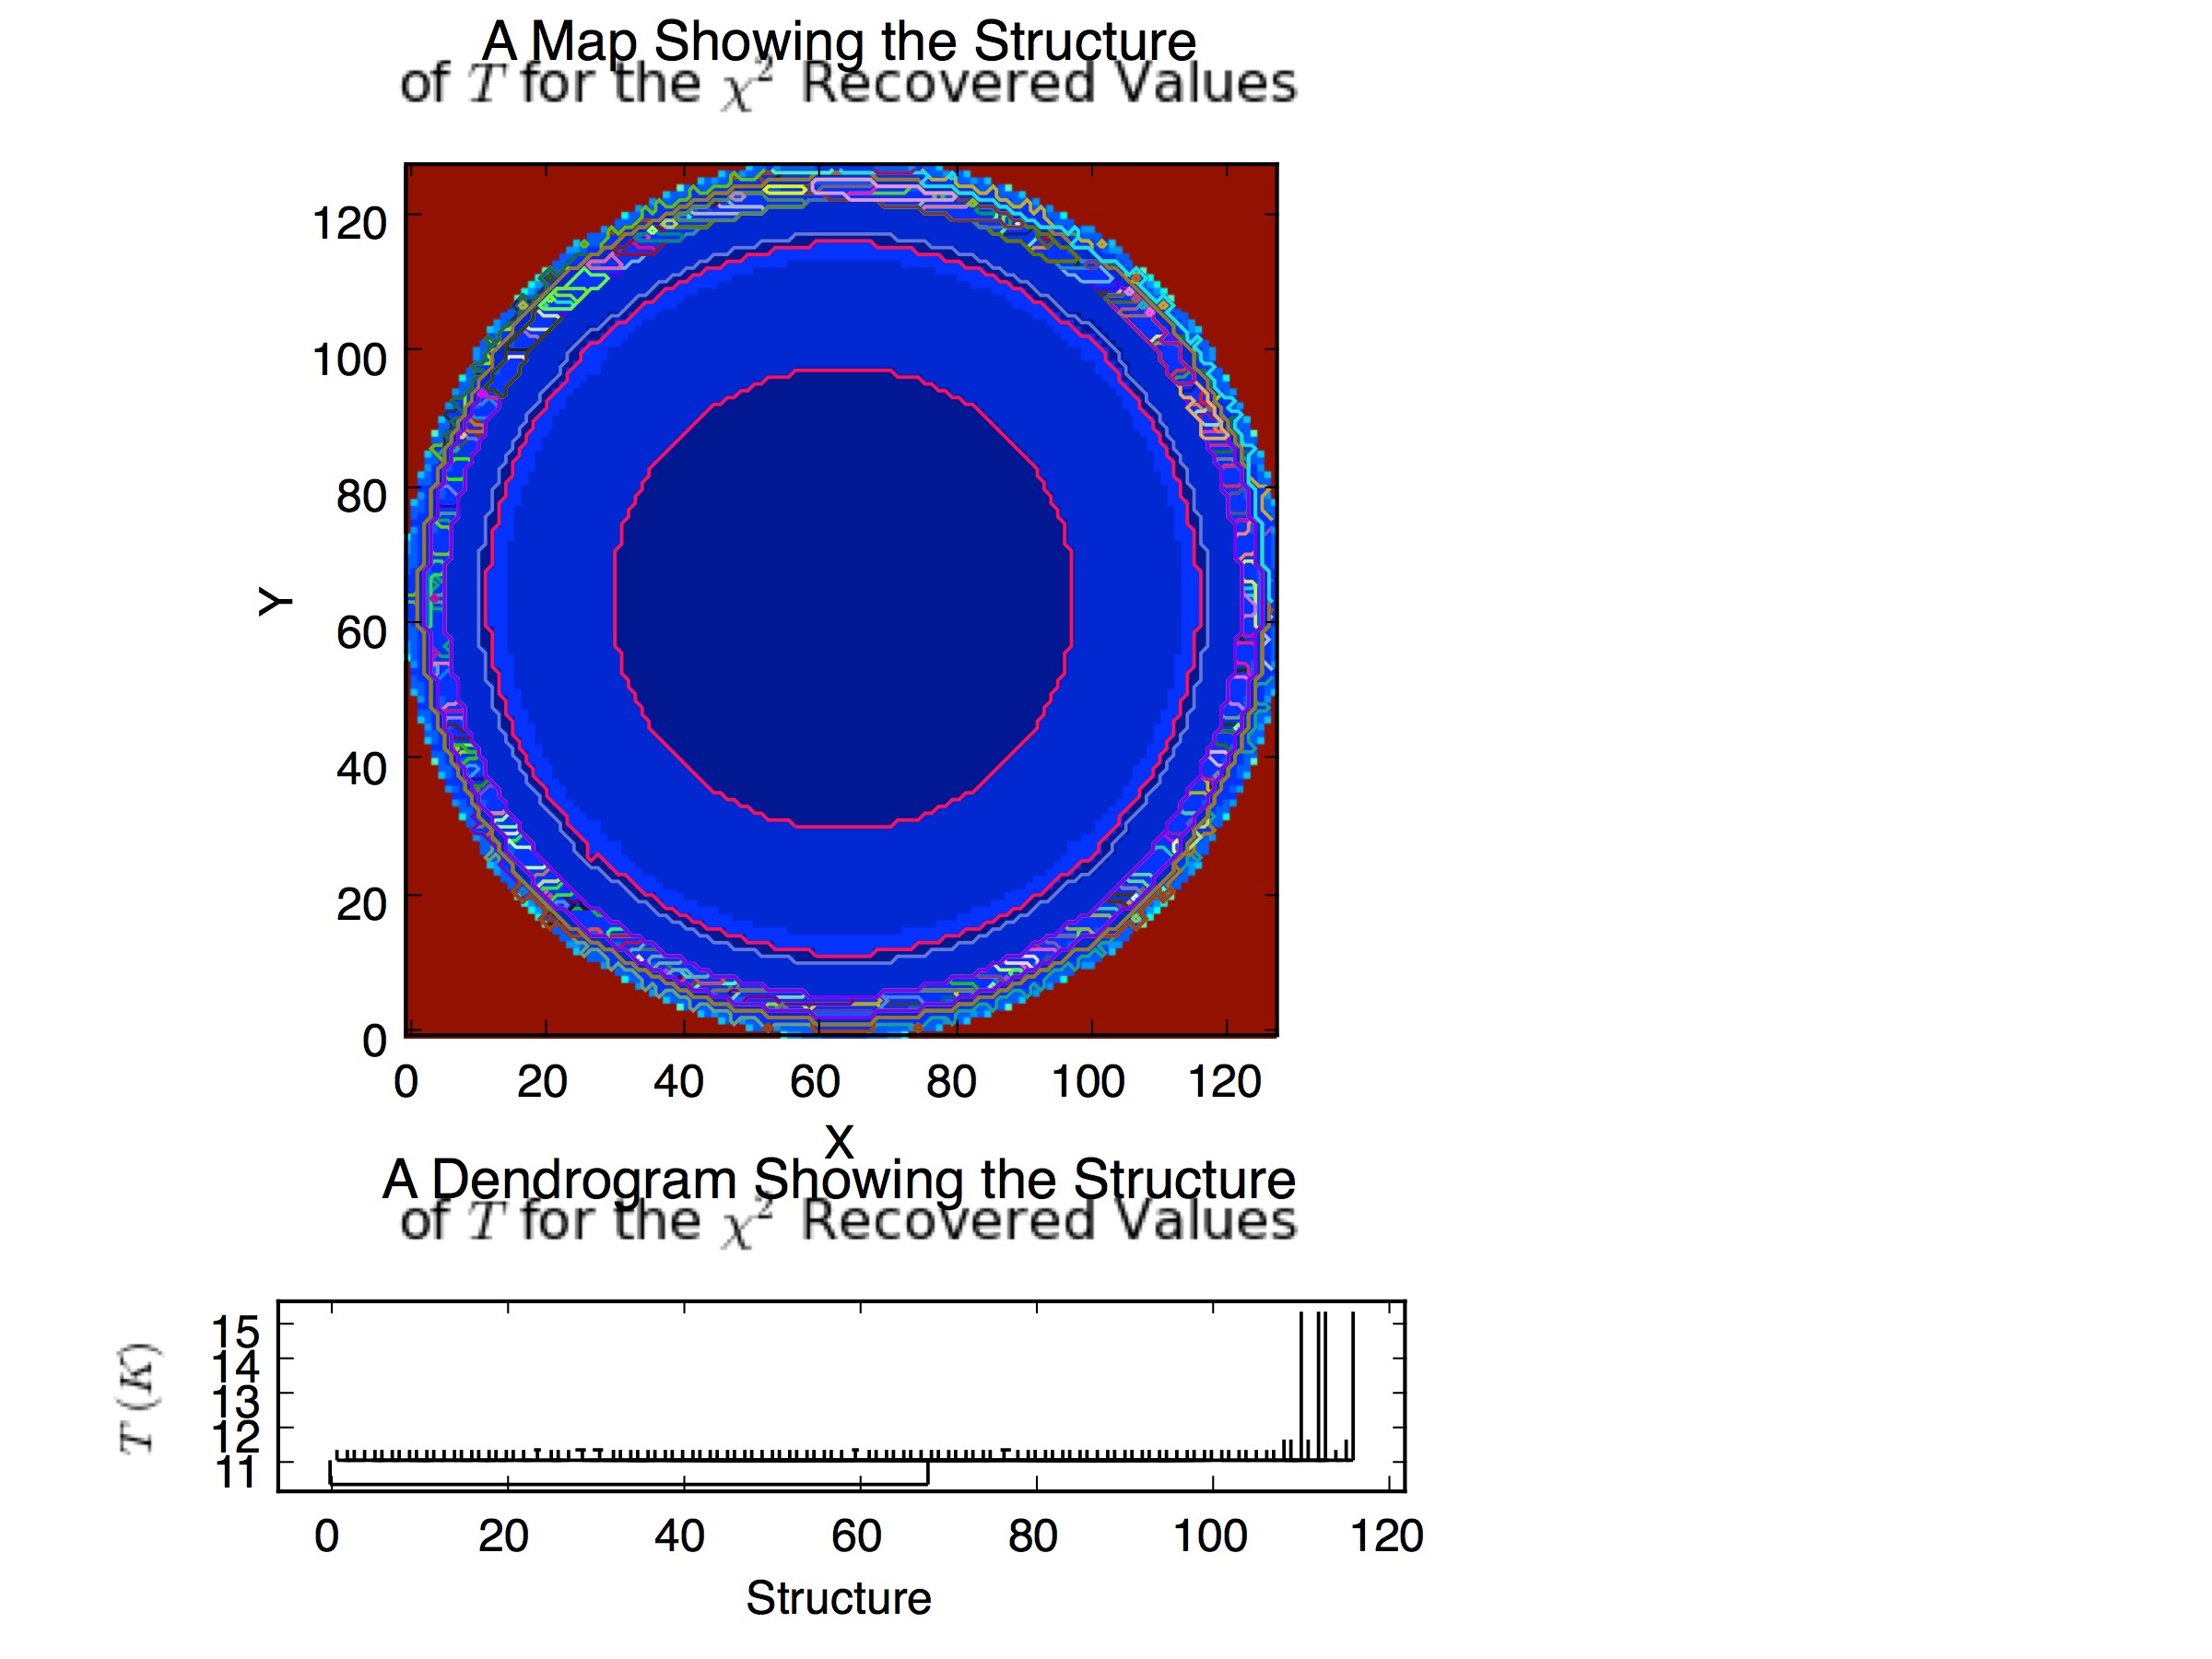 A Map Showing the Structure
of T for the χ² Recovered Values
120
100
80
60
40
20
0
Y
0 20 40 60 80 100 120
X
A Dendrogram Showing the Structure
of T for the χ² Recovered Values
15
14
13
12
11
T (K)
0 20 40 60 80 100 120
Structure